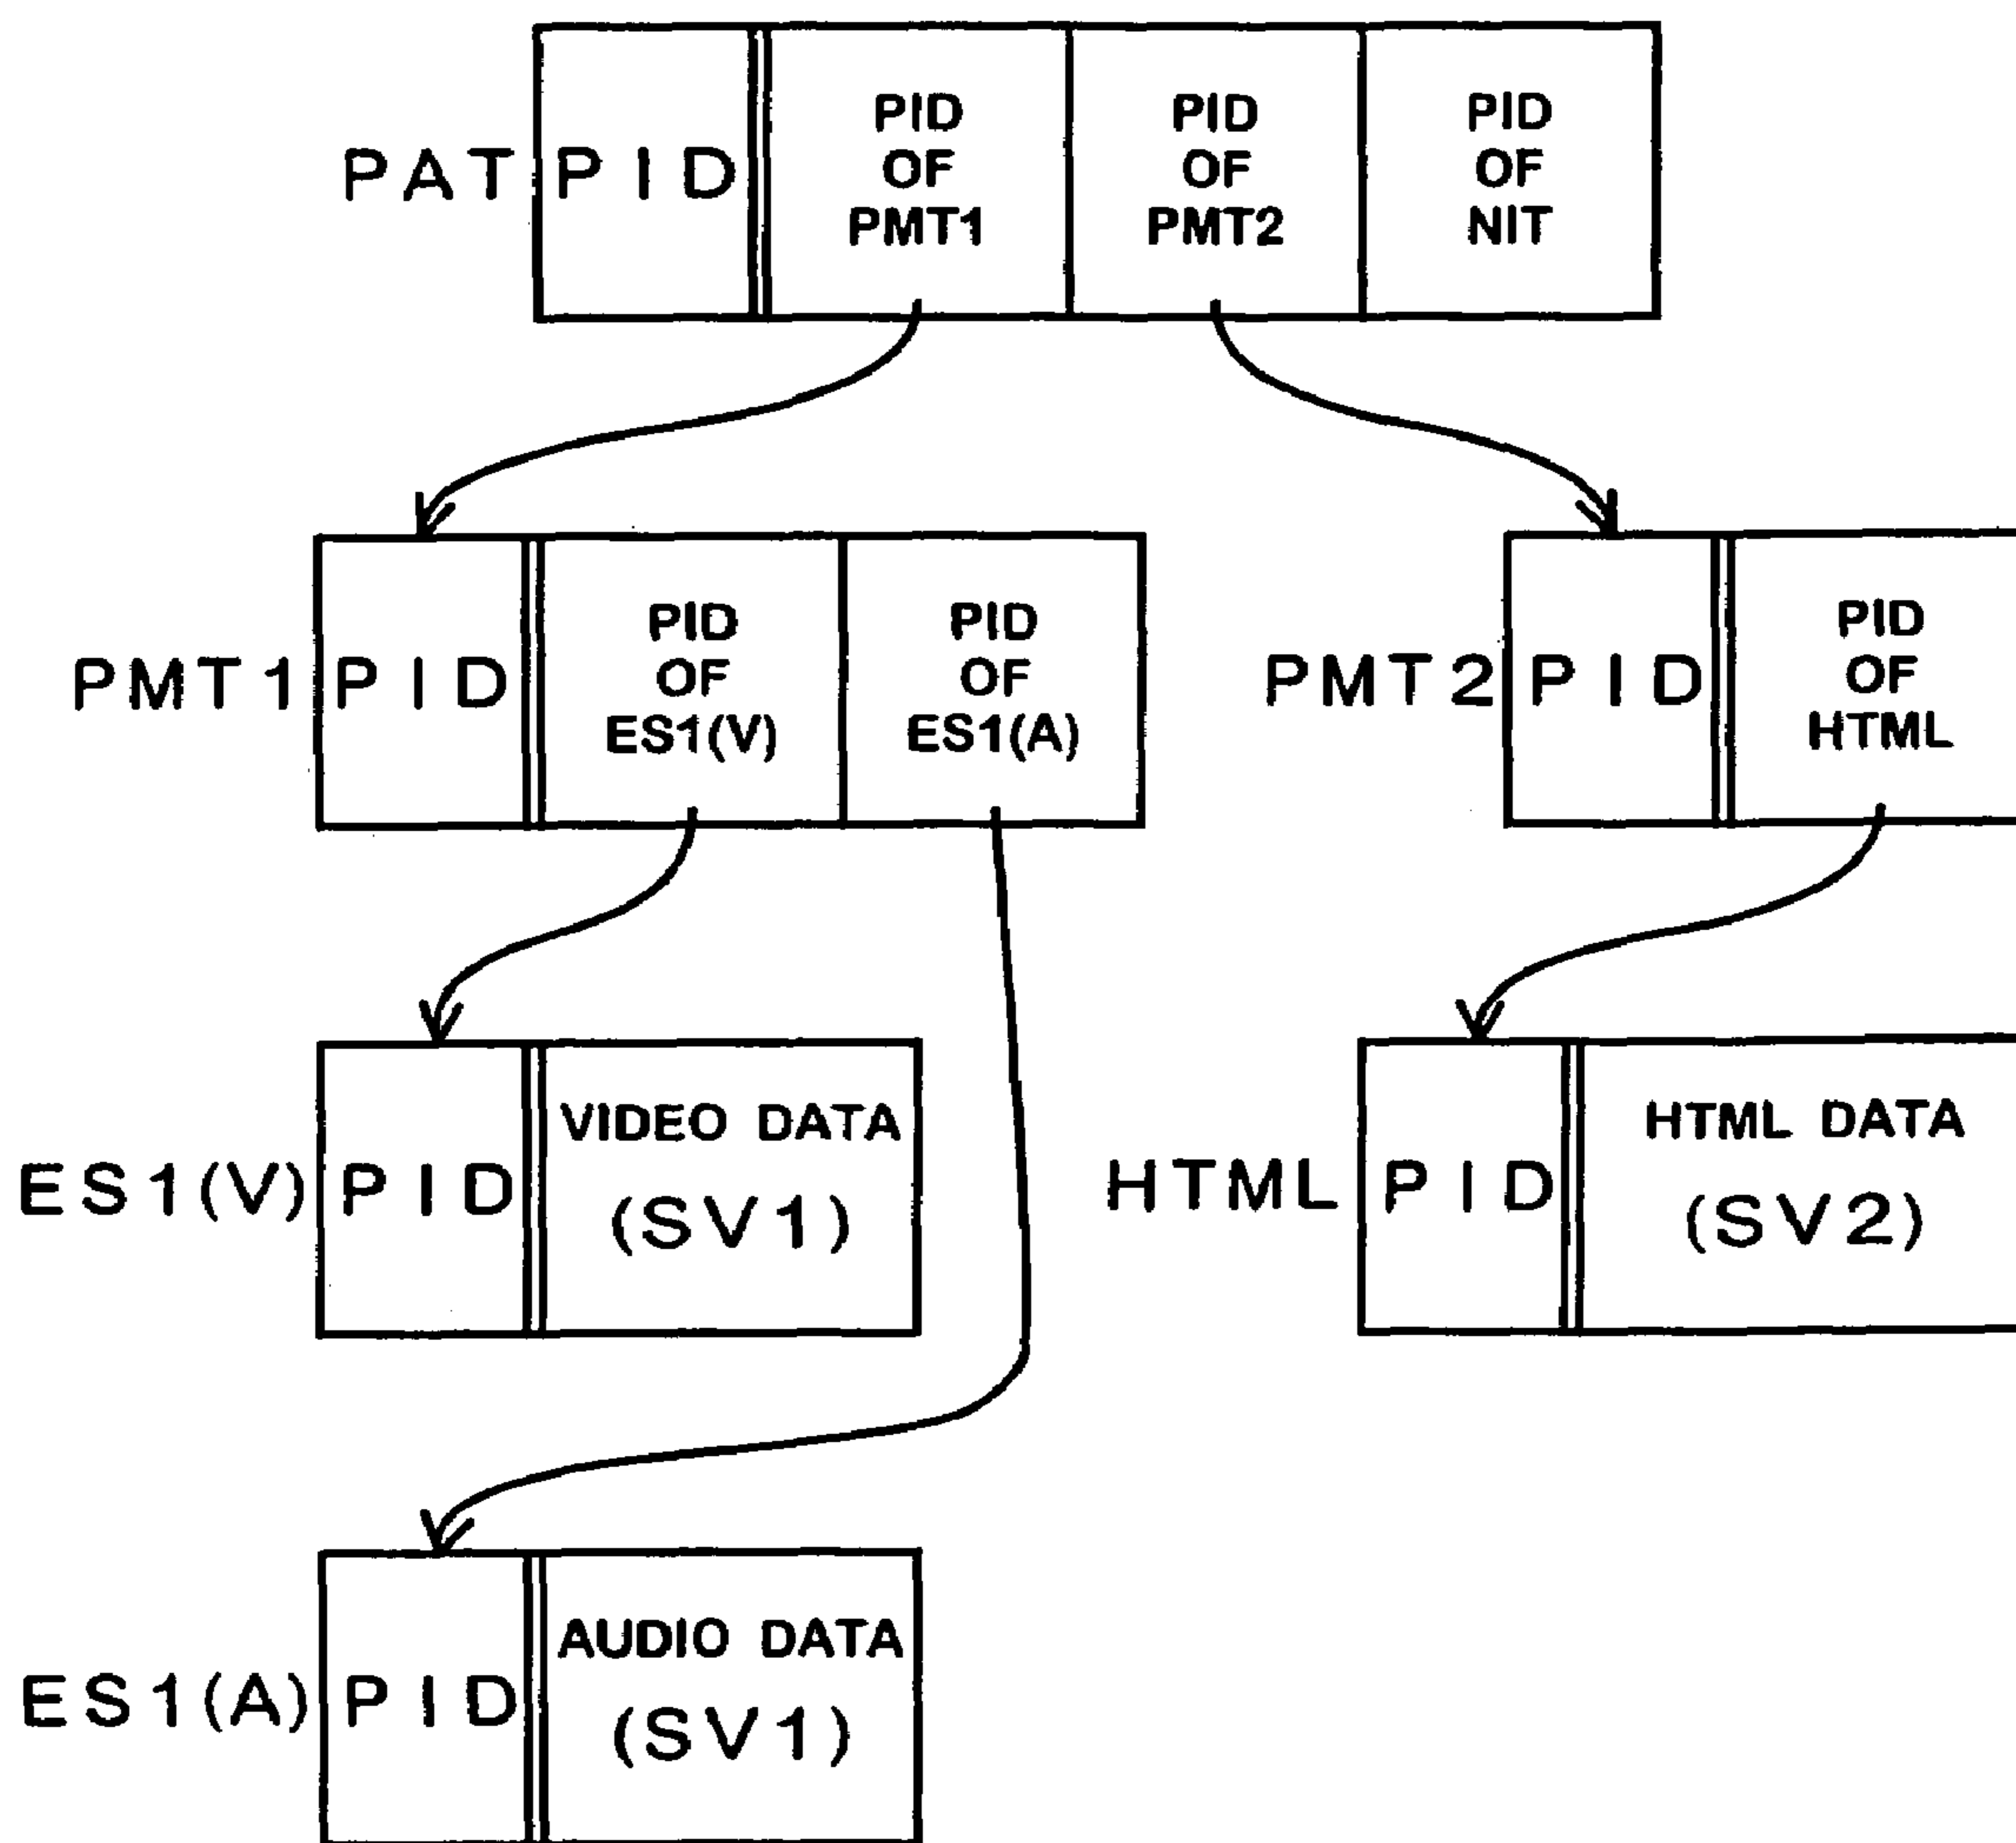 PAT
PID
PID
OF
PMT1
PID
OF
PMT2
PID
OF
NIT
PMT1
PID
PID
OF
ES1(V)
PID
OF
ES1(A)
PMT2
PID
PID
OF
HTML
ES1(V)
PID
VIDEO DATA
(SV1)
HTML
PID
HTML DATA
(SV2)
ES1(A)
PID
AUDIO DATA
(SV1)